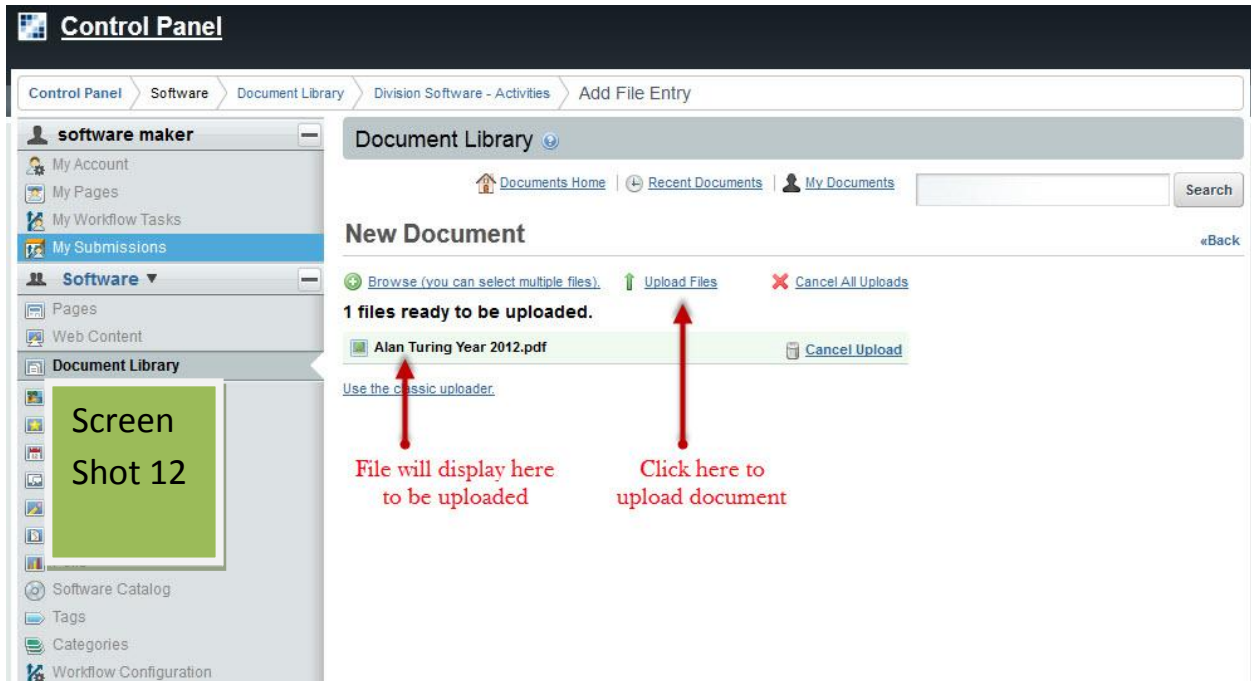 Control Panel
Control Panel Software Document Library Division Software - Activities Add File Entry
software maker
My Account
My Pages
My Workflow Tasks
My Submissions
Software ▼
Pages
Web Content
Document Library
Screen
Shot 12
Software Catalog
Tags
Categories
Workflow Configuration
Document Library
Documents Home | Recent Documents | My Documents
Search
New Document
«Back
Browse (you can select multiple files). Upload Files Cancel All Uploads
1 files ready to be uploaded.
Alan Turing Year 2012.pdf Cancel Upload
Use the classic uploader.
File will display here
to be uploaded
Click here to
upload document